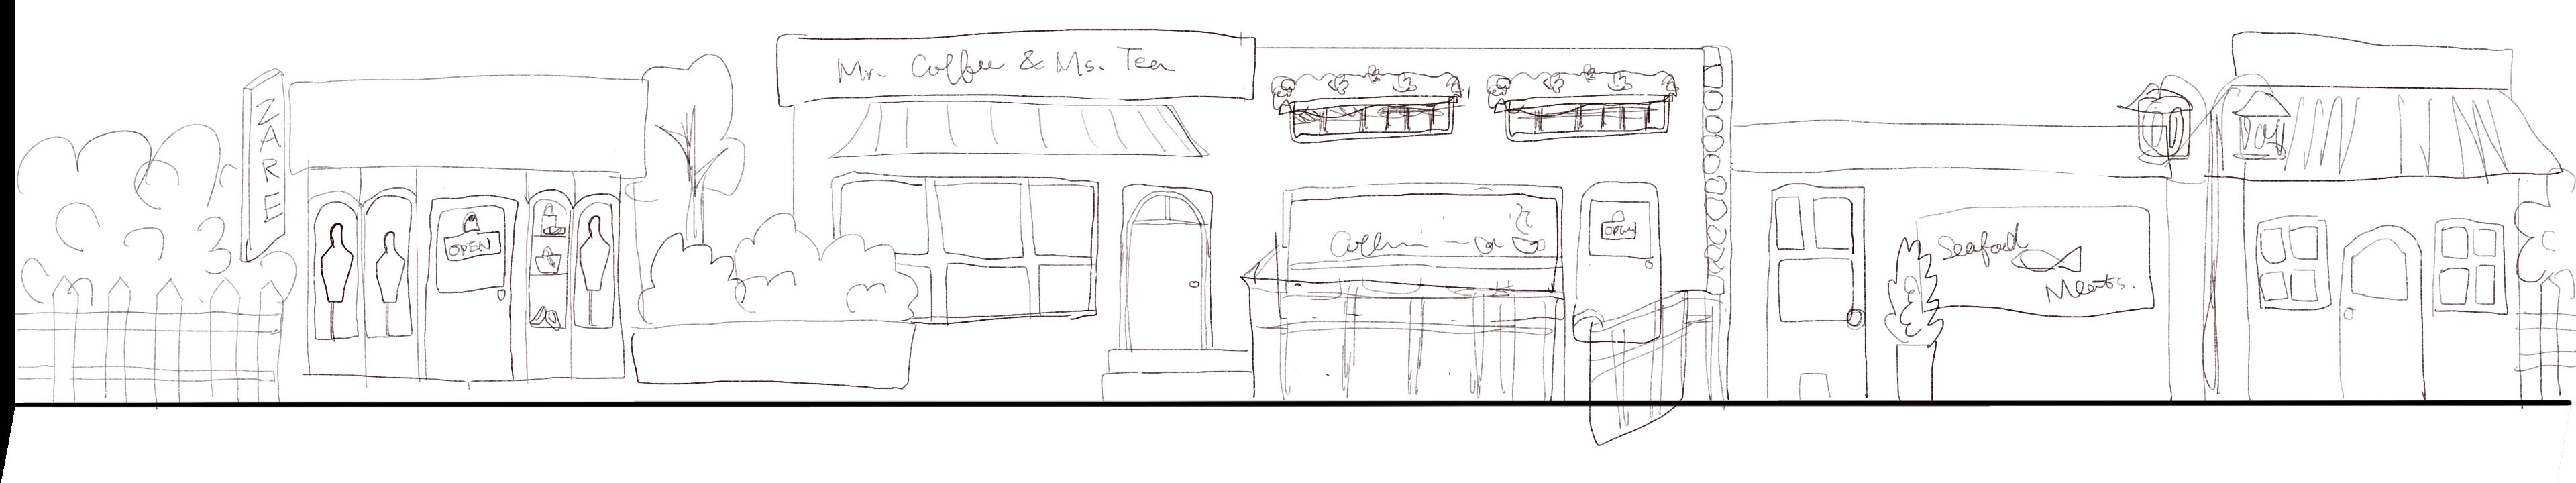 ZARE
OPEN
Mr. Coffee & Ms. Tea
OPEN
Seafood
Meats.